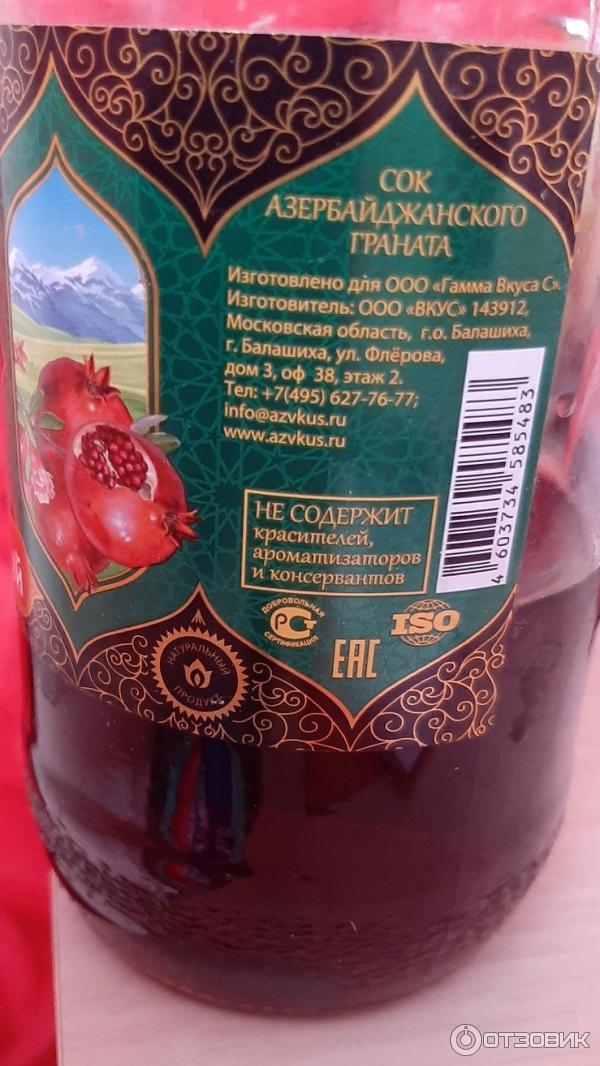 СОК
АЗЕРБАЙДЖАНСКОГО
ГРАНАТА
Изготовлено для ООО «Гамма Вкуса С».
Изготовитель: ООО «ВКУС» 143912,
Московская область, г.о. Балашиха,
г. Балашиха, ул. Флёрова,
дом 3, оф 38, этаж 2.
Тел: +7(495) 627-76-77;
info@azvkus.ru
www.azvkus.ru
НЕ СОДЕРЖИТ
красителей,
ароматизаторов
и консервантов
4 603734 585483
ДОБРОВОЛЬНАЯ
СЕРТИФИКАЦИЯ
ISO
EAC
НАТУРАЛЬНЫЙ
ПРОДУКТ
ОТЗОВИК